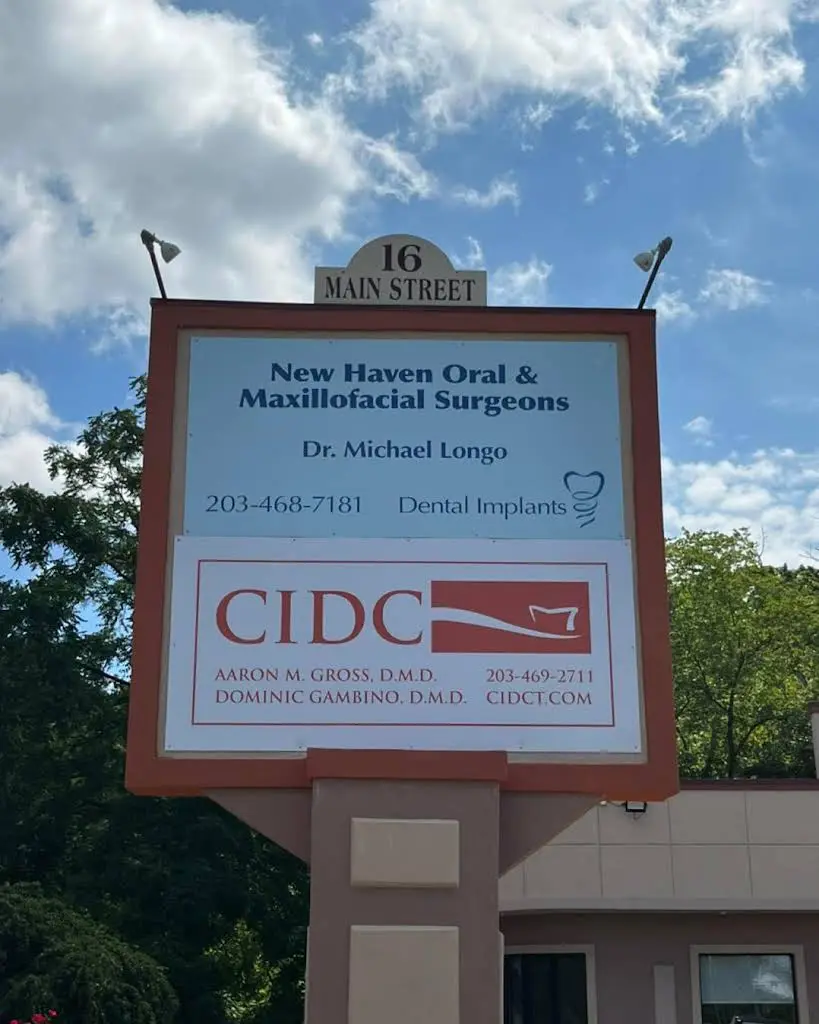 16
MAIN STREET
New Haven Oral &
Maxillofacial Surgeons
Dr. Michael Longo
203-468-7181 Dental Implants
CIDC
AARON M. GROSS, D.M.D. 203-469-2711
DOMINIC GAMBINO, D.M.D. CIDCT.COM